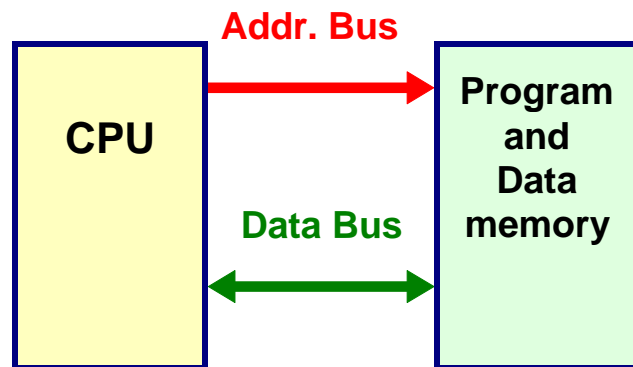 Addr. Bus
CPU
Program
and
Data
memory
Data Bus